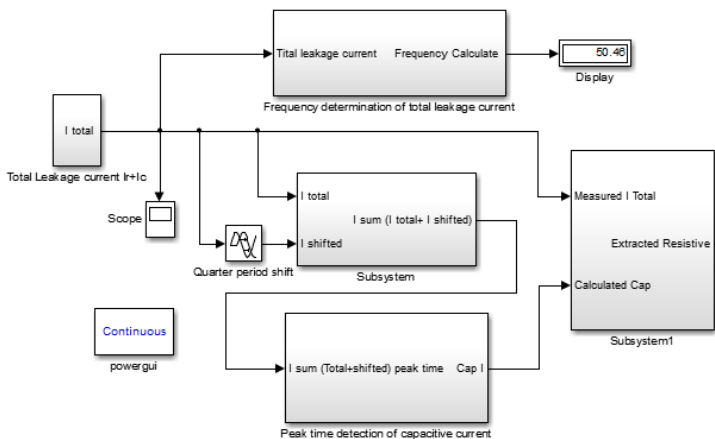 Tital leakage current
Frequency Calculate
50.46
Display
Frequency determination of total leakage current
I total
Total Leakage current Ir+Ic
Scope
I total
I sum (I total+ I shifted)
I shifted
Quarter period shift
Subsystem
Measured I Total
Extracted Resistive
Calculated Cap
Subsystem1
Continuous
powergui
I sum (Total+shifted) peak time
Cap I
Peak time detection of capacitive current